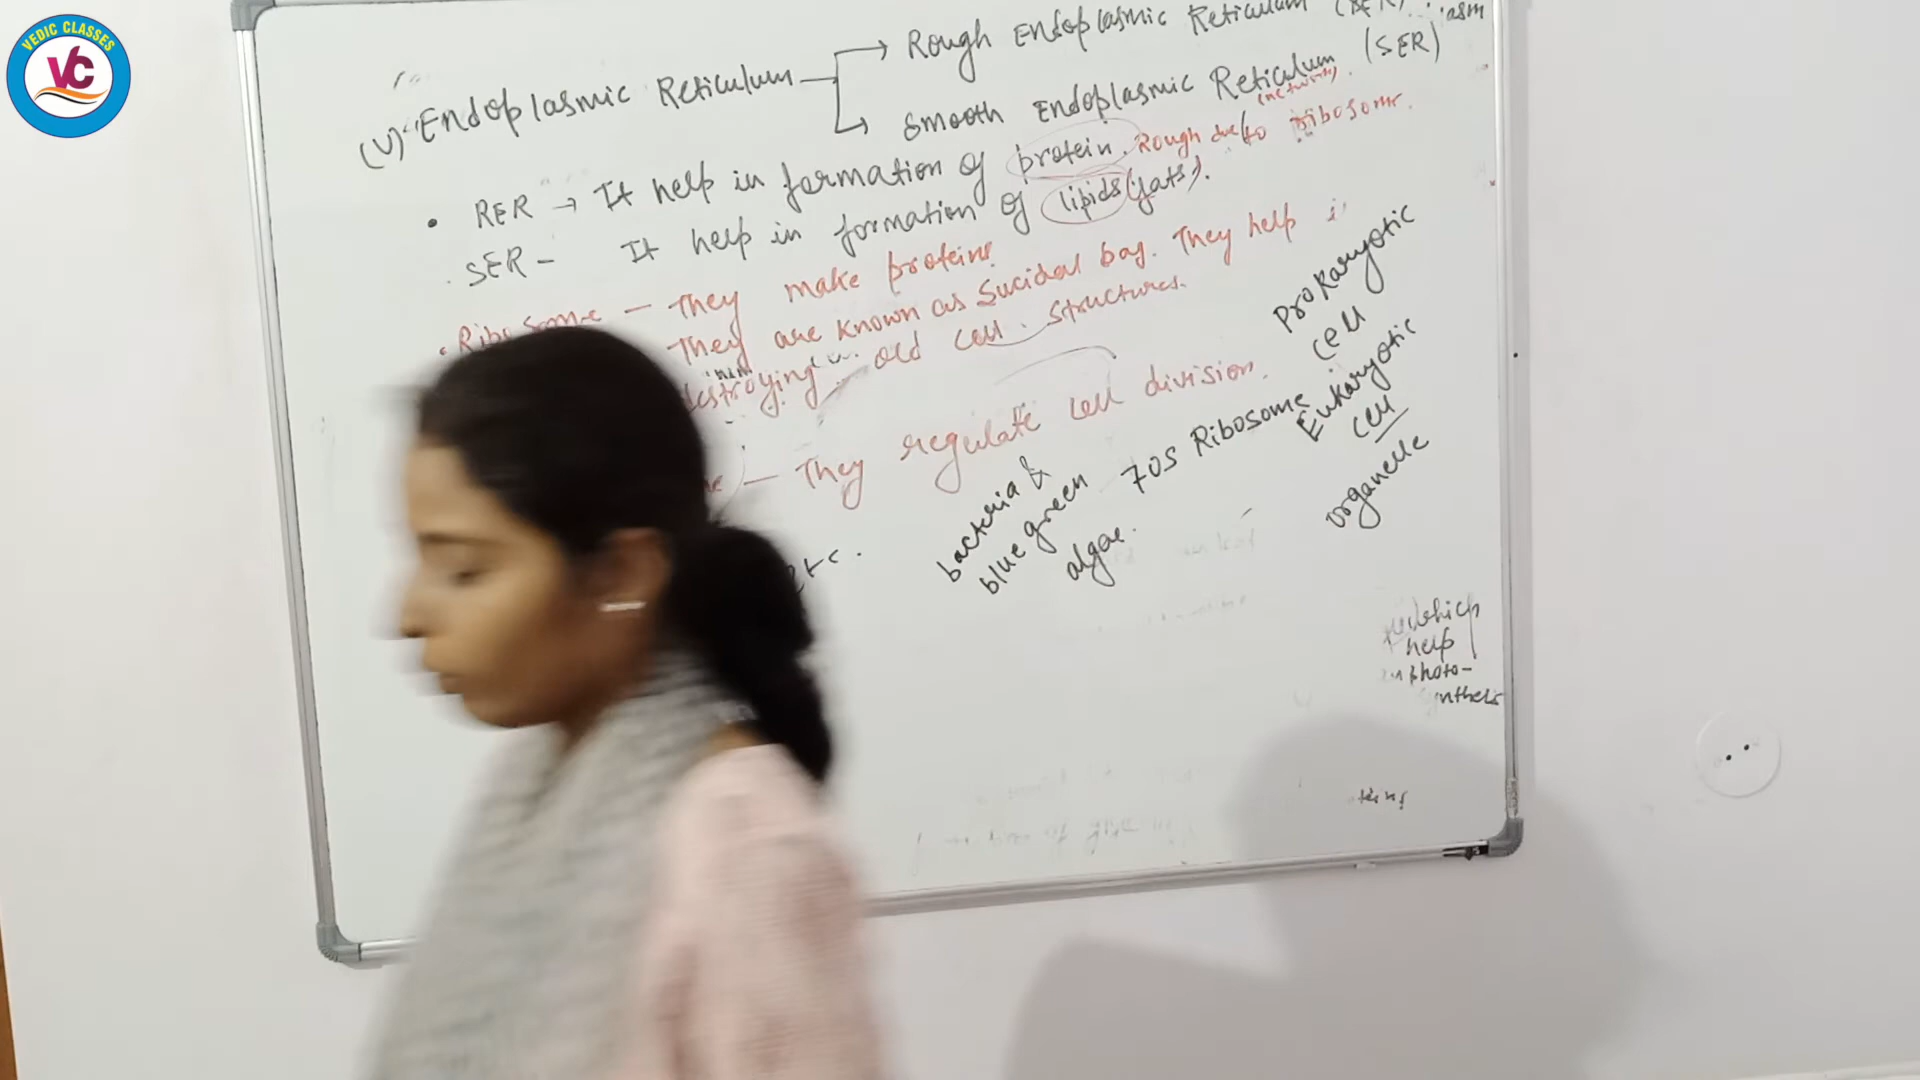 VEDIC CLASSES
VC
(V) Endoplasmic Reticulum
Rough Endoplasmic Reticulum (RER)
Smooth Endoplasmic Reticulum (SER)
• RER → It help in formation of protein. Rough due to ribosome.
SER - It help in formation of lipids (fats).
• Ribosome — They make proteins
They are known as Sucidal bag. They help
destroying old cell. structures.
— They regulate cell division.
etc.
bacteria &
blue green
algae.
70S Ribosome
Prokaryotic
cell
Eukaryotic
cell
organelle
which
help
photo-